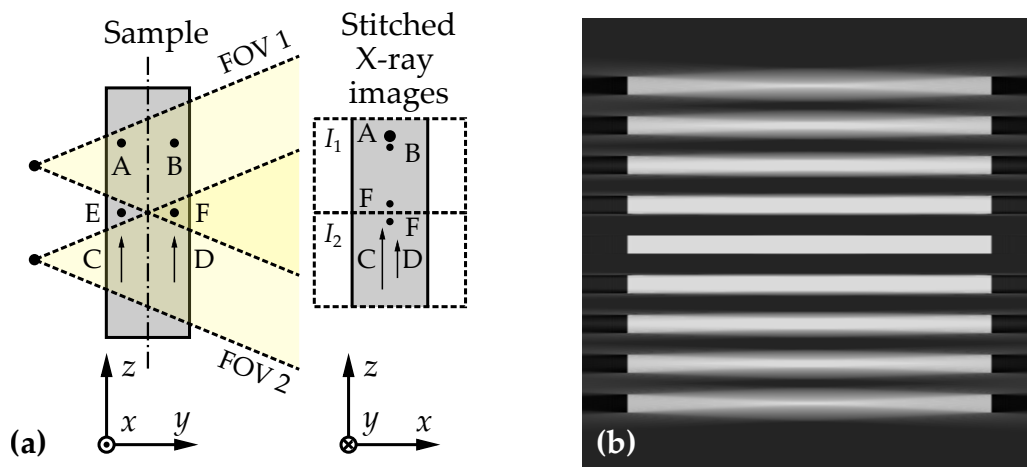 Sample
FOV 1
A
B
E
F
C
D
FOV 2
z
x
y
(a)
Stitched
X-ray
images
I1
A
B
F
I2
F
C
D
z
x
(b)